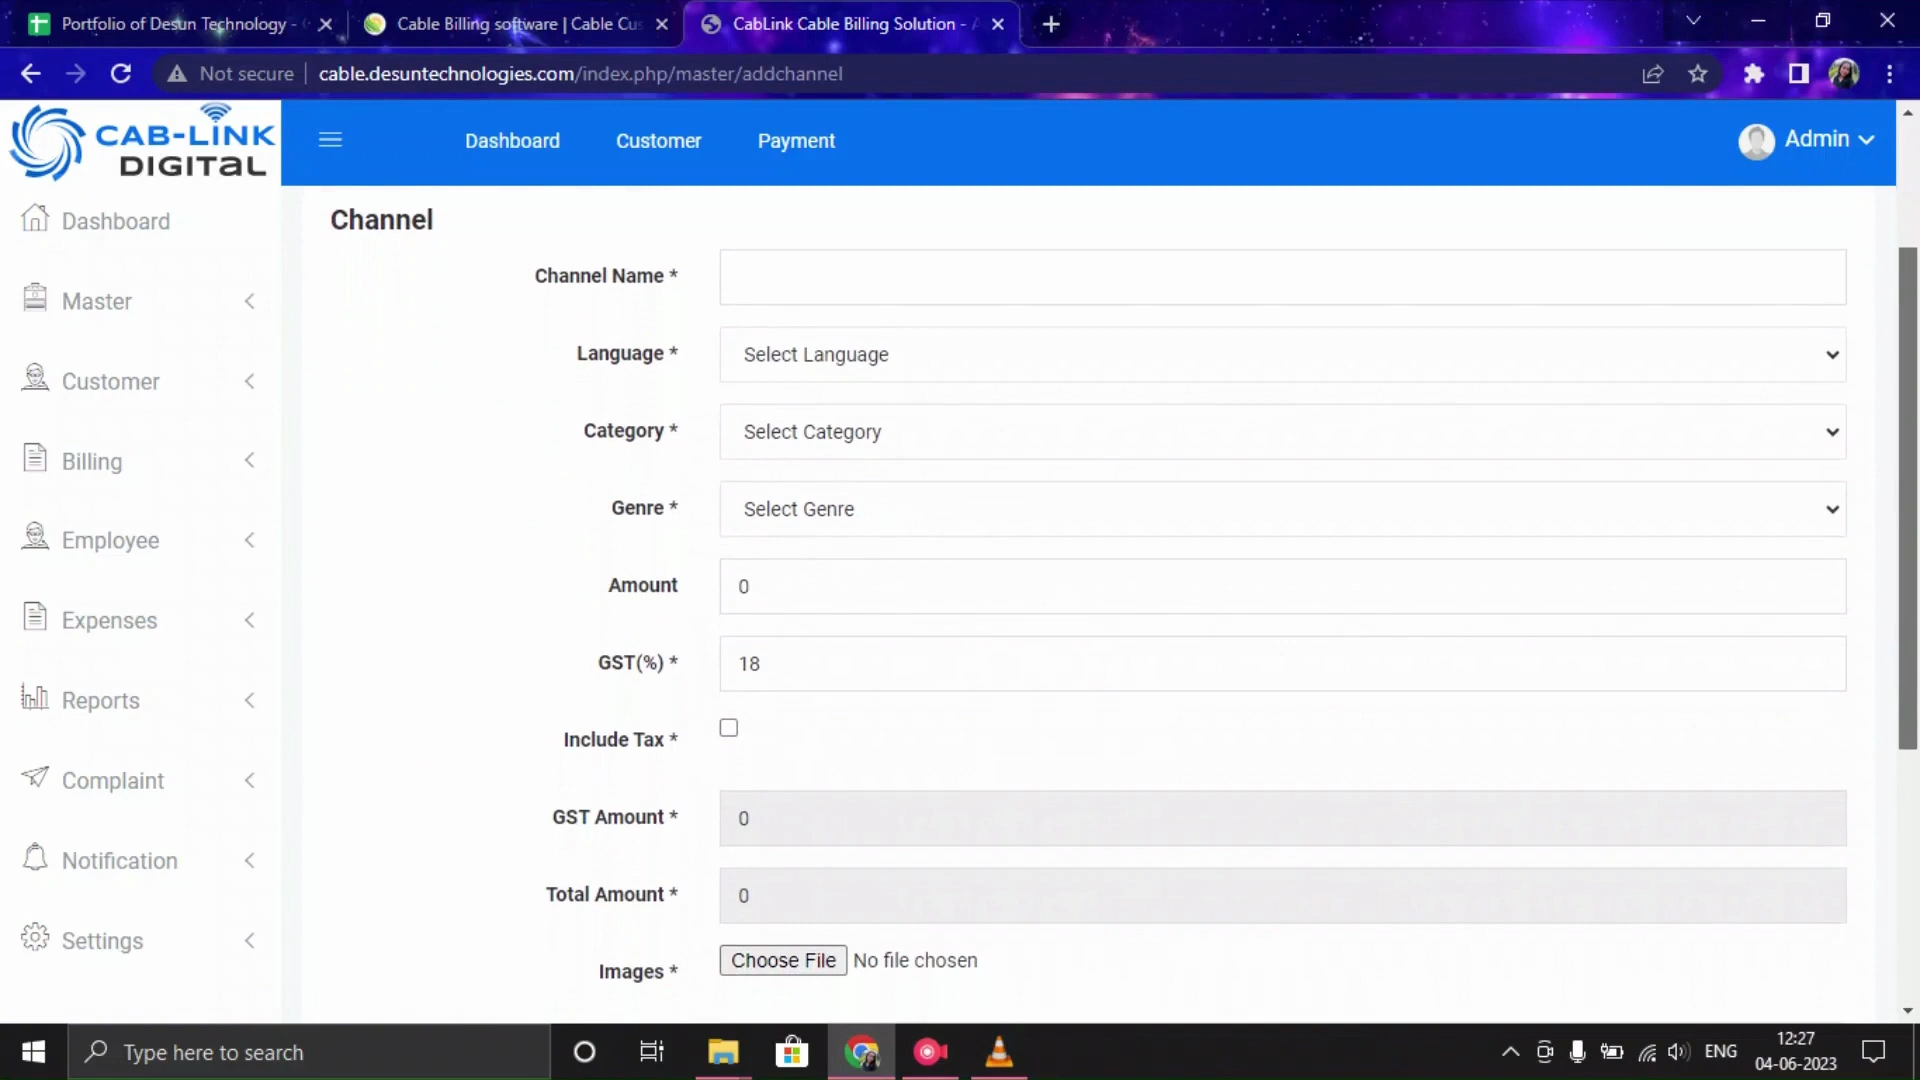 Portfolio of Desun Technology -
Cable Billing software | Cable Cus
CabLink Cable Billing Solution -
Not secure
cable.desuntechnologies.com/index.php/master/addchannel
CAB-LINK
DIGITAL
Dashboard
Customer
Payment
Admin
Dashboard
Master
Customer
Billing
Employee
Expenses
Reports
Complaint
Notification
Settings
Channel
Channel Name *
Language *
Select Language
Category *
Select Category
Genre *
Select Genre
Amount
0
GST(%) *
18
Include Tax *
GST Amount *
0
Total Amount *
0
Images *
Choose File No file chosen
Type here to search
ENG
12:27
04-06-2023